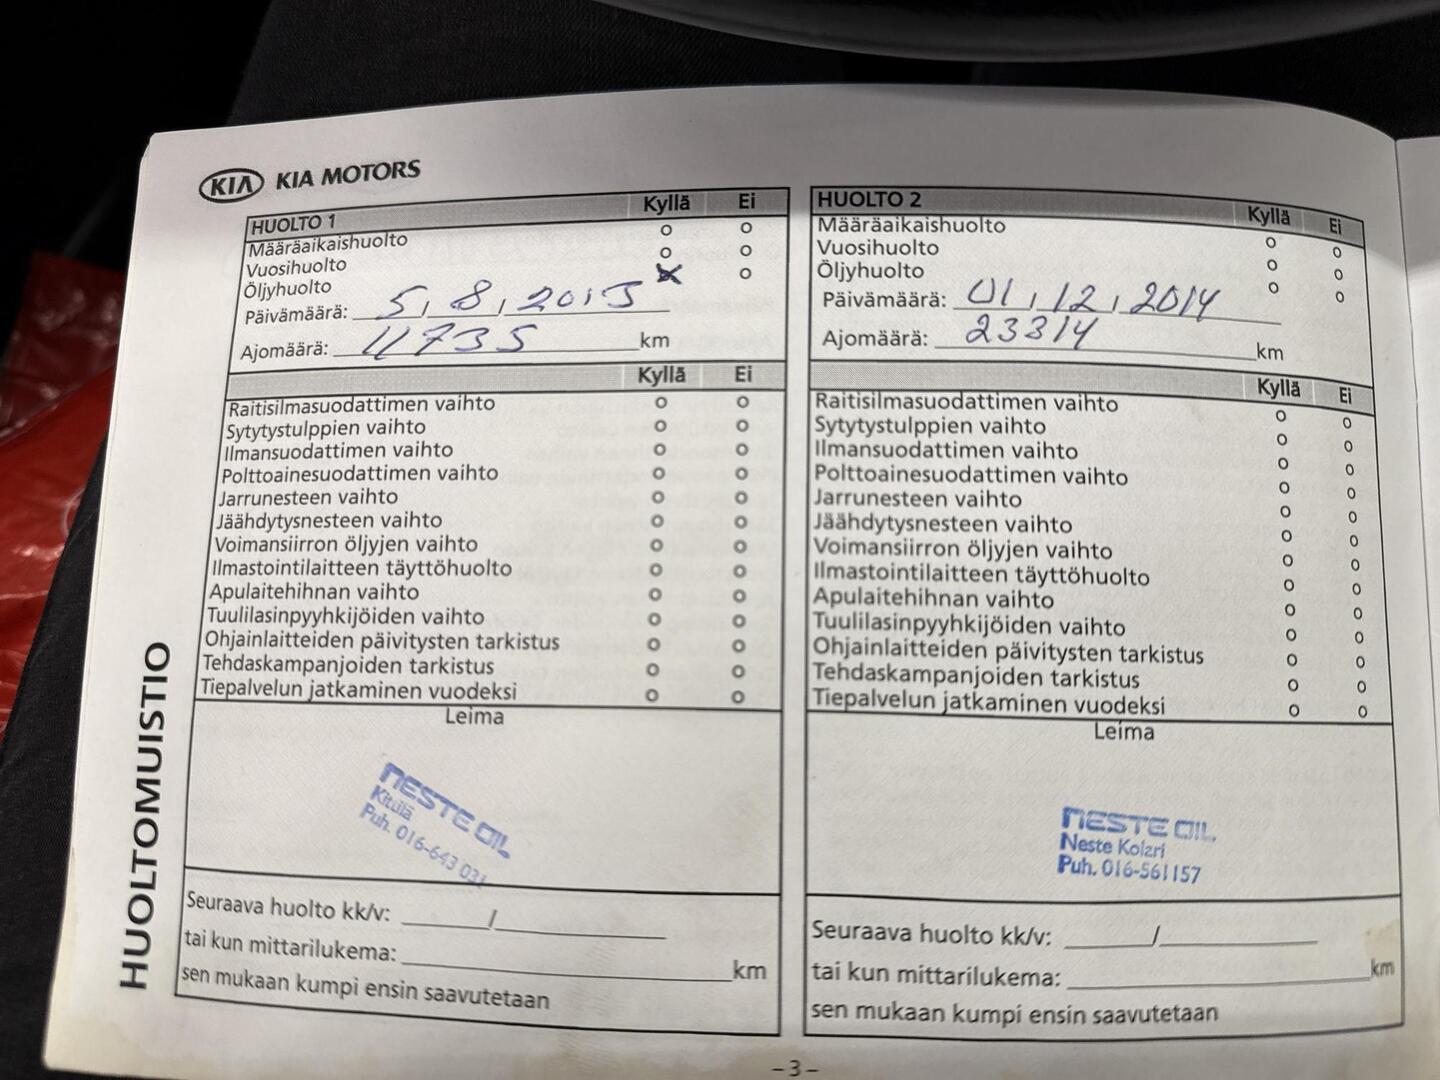 KIA KIA MOTORS
HUOLTO 1 Kyllä Ei
Määräaikaishuolto
Vuosihuolto
Öljyhuolto
Päivämäärä: 5, 8, 2013
Ajomäärä: 11735 km
Kyllä Ei
Raitisilmasuodattimen vaihto
Sytytystulppien vaihto
Ilmansuodattimen vaihto
Polttoainesuodattimen vaihto
Jarrunesteen vaihto
Jäähdytysnesteen vaihto
Voimansiirron öljyjen vaihto
Ilmastointilaitteen täyttöhuolto
Apulaitehihnan vaihto
Tuulilasinpyyhkijöiden vaihto
Ohjainlaitteiden päivitysten tarkistus
Tehdaskampanjoiden tarkistus
Tiepalvelun jatkaminen vuodeksi
Leima
NESTE OIL
Kitula
Puh. 016-643 031
Seuraava huolto kk/v: /
tai kun mittarilukema: km
sen mukaan kumpi ensin saavutetaan
HUOLTO 2 Kyllä Ei
Määräaikaishuolto
Vuosihuolto
Öljyhuolto
Päivämäärä: 01, 12, 2014
Ajomäärä: 23314 km
Kyllä Ei
Raitisilmasuodattimen vaihto
Sytytystulppien vaihto
Ilmansuodattimen vaihto
Polttoainesuodattimen vaihto
Jarrunesteen vaihto
Jäähdytysnesteen vaihto
Voimansiirron öljyjen vaihto
Ilmastointilaitteen täyttöhuolto
Apulaitehihnan vaihto
Tuulilasinpyyhkijöiden vaihto
Ohjainlaitteiden päivitysten tarkistus
Tehdaskampanjoiden tarkistus
Tiepalvelun jatkaminen vuodeksi
Leima
NESTE OIL
Neste Kolari
Puh. 016-561157
Seuraava huolto kk/v: /
tai kun mittarilukema: km
sen mukaan kumpi ensin saavutetaan
HUOLTOMUISTIO
-3-